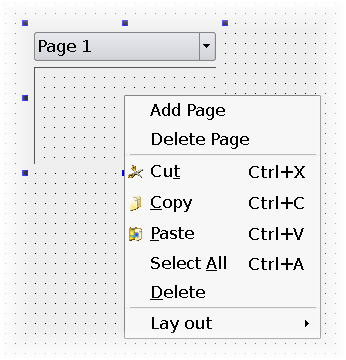 Page 1
Add Page
Delete Page
Cut Ctrl+X
Copy Ctrl+C
Paste Ctrl+V
Select All Ctrl+A
Delete
Lay out